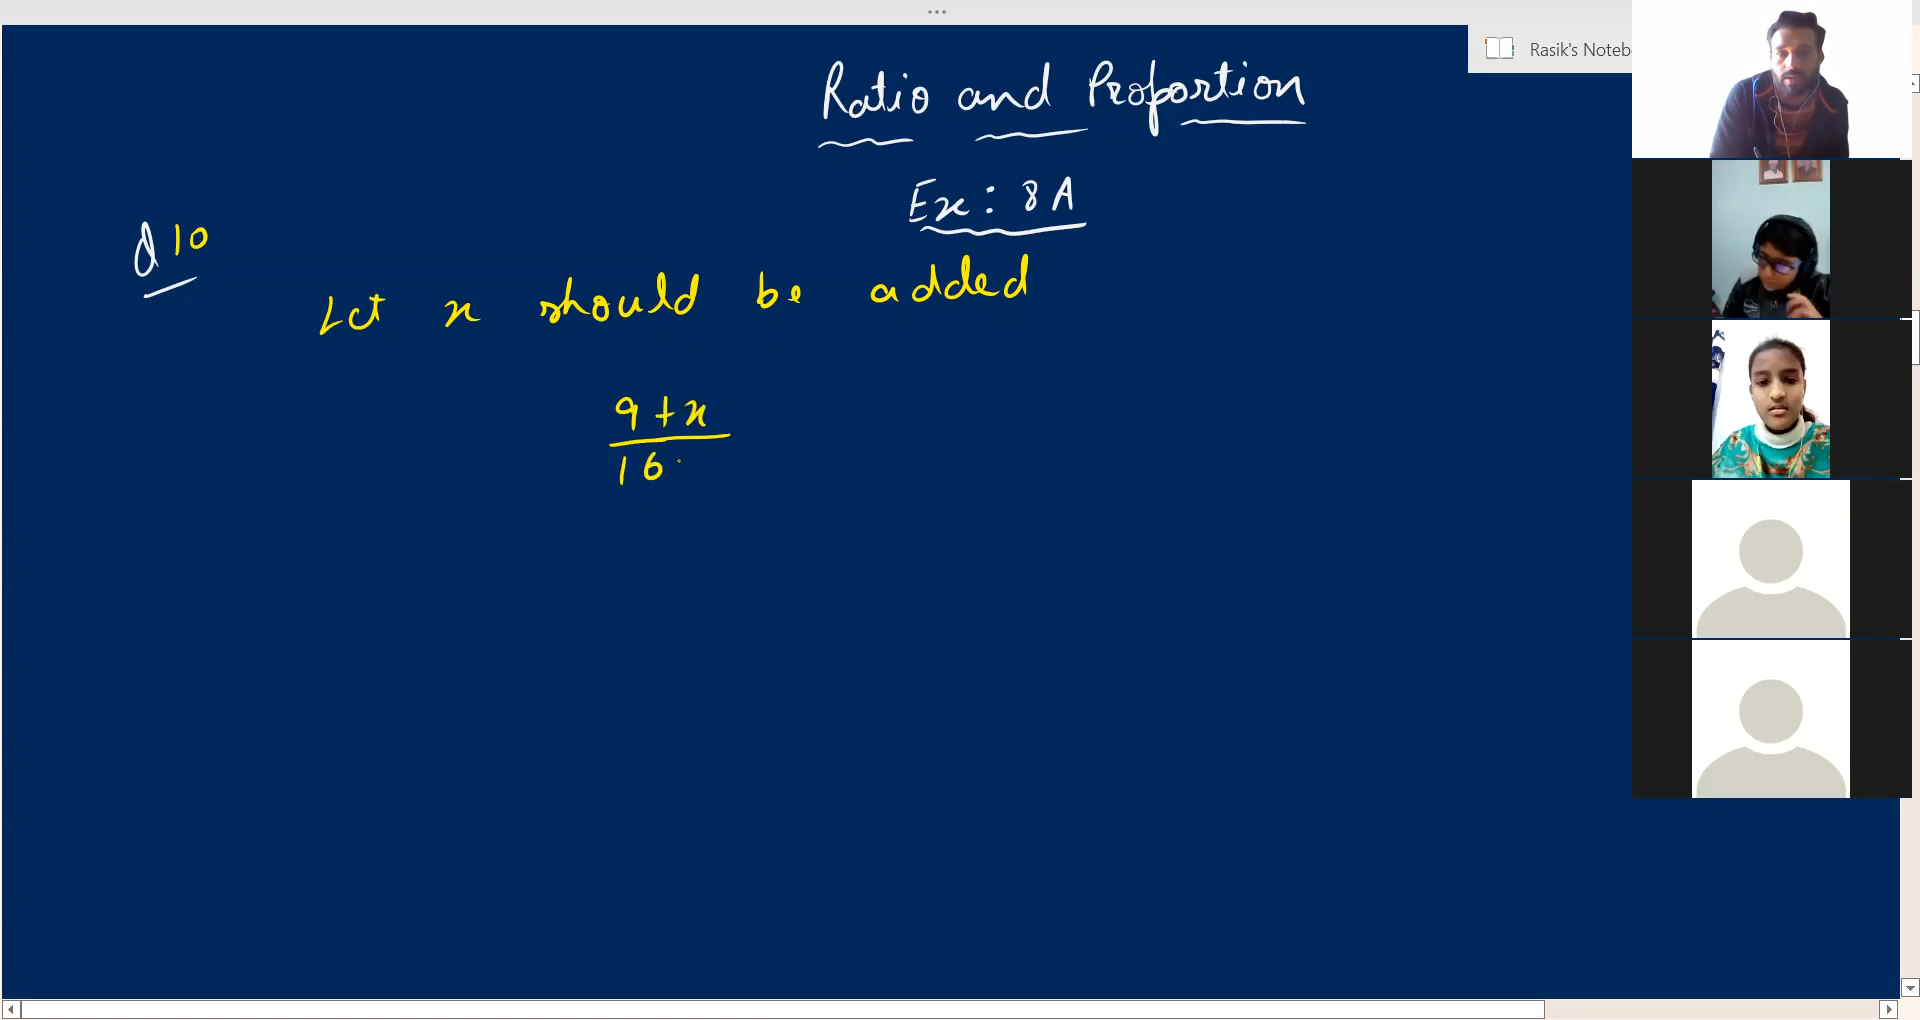 Rasik's Noteb
Ratio and Proportion
Ex: 8A
Q10
Let x should be added
9+x
16